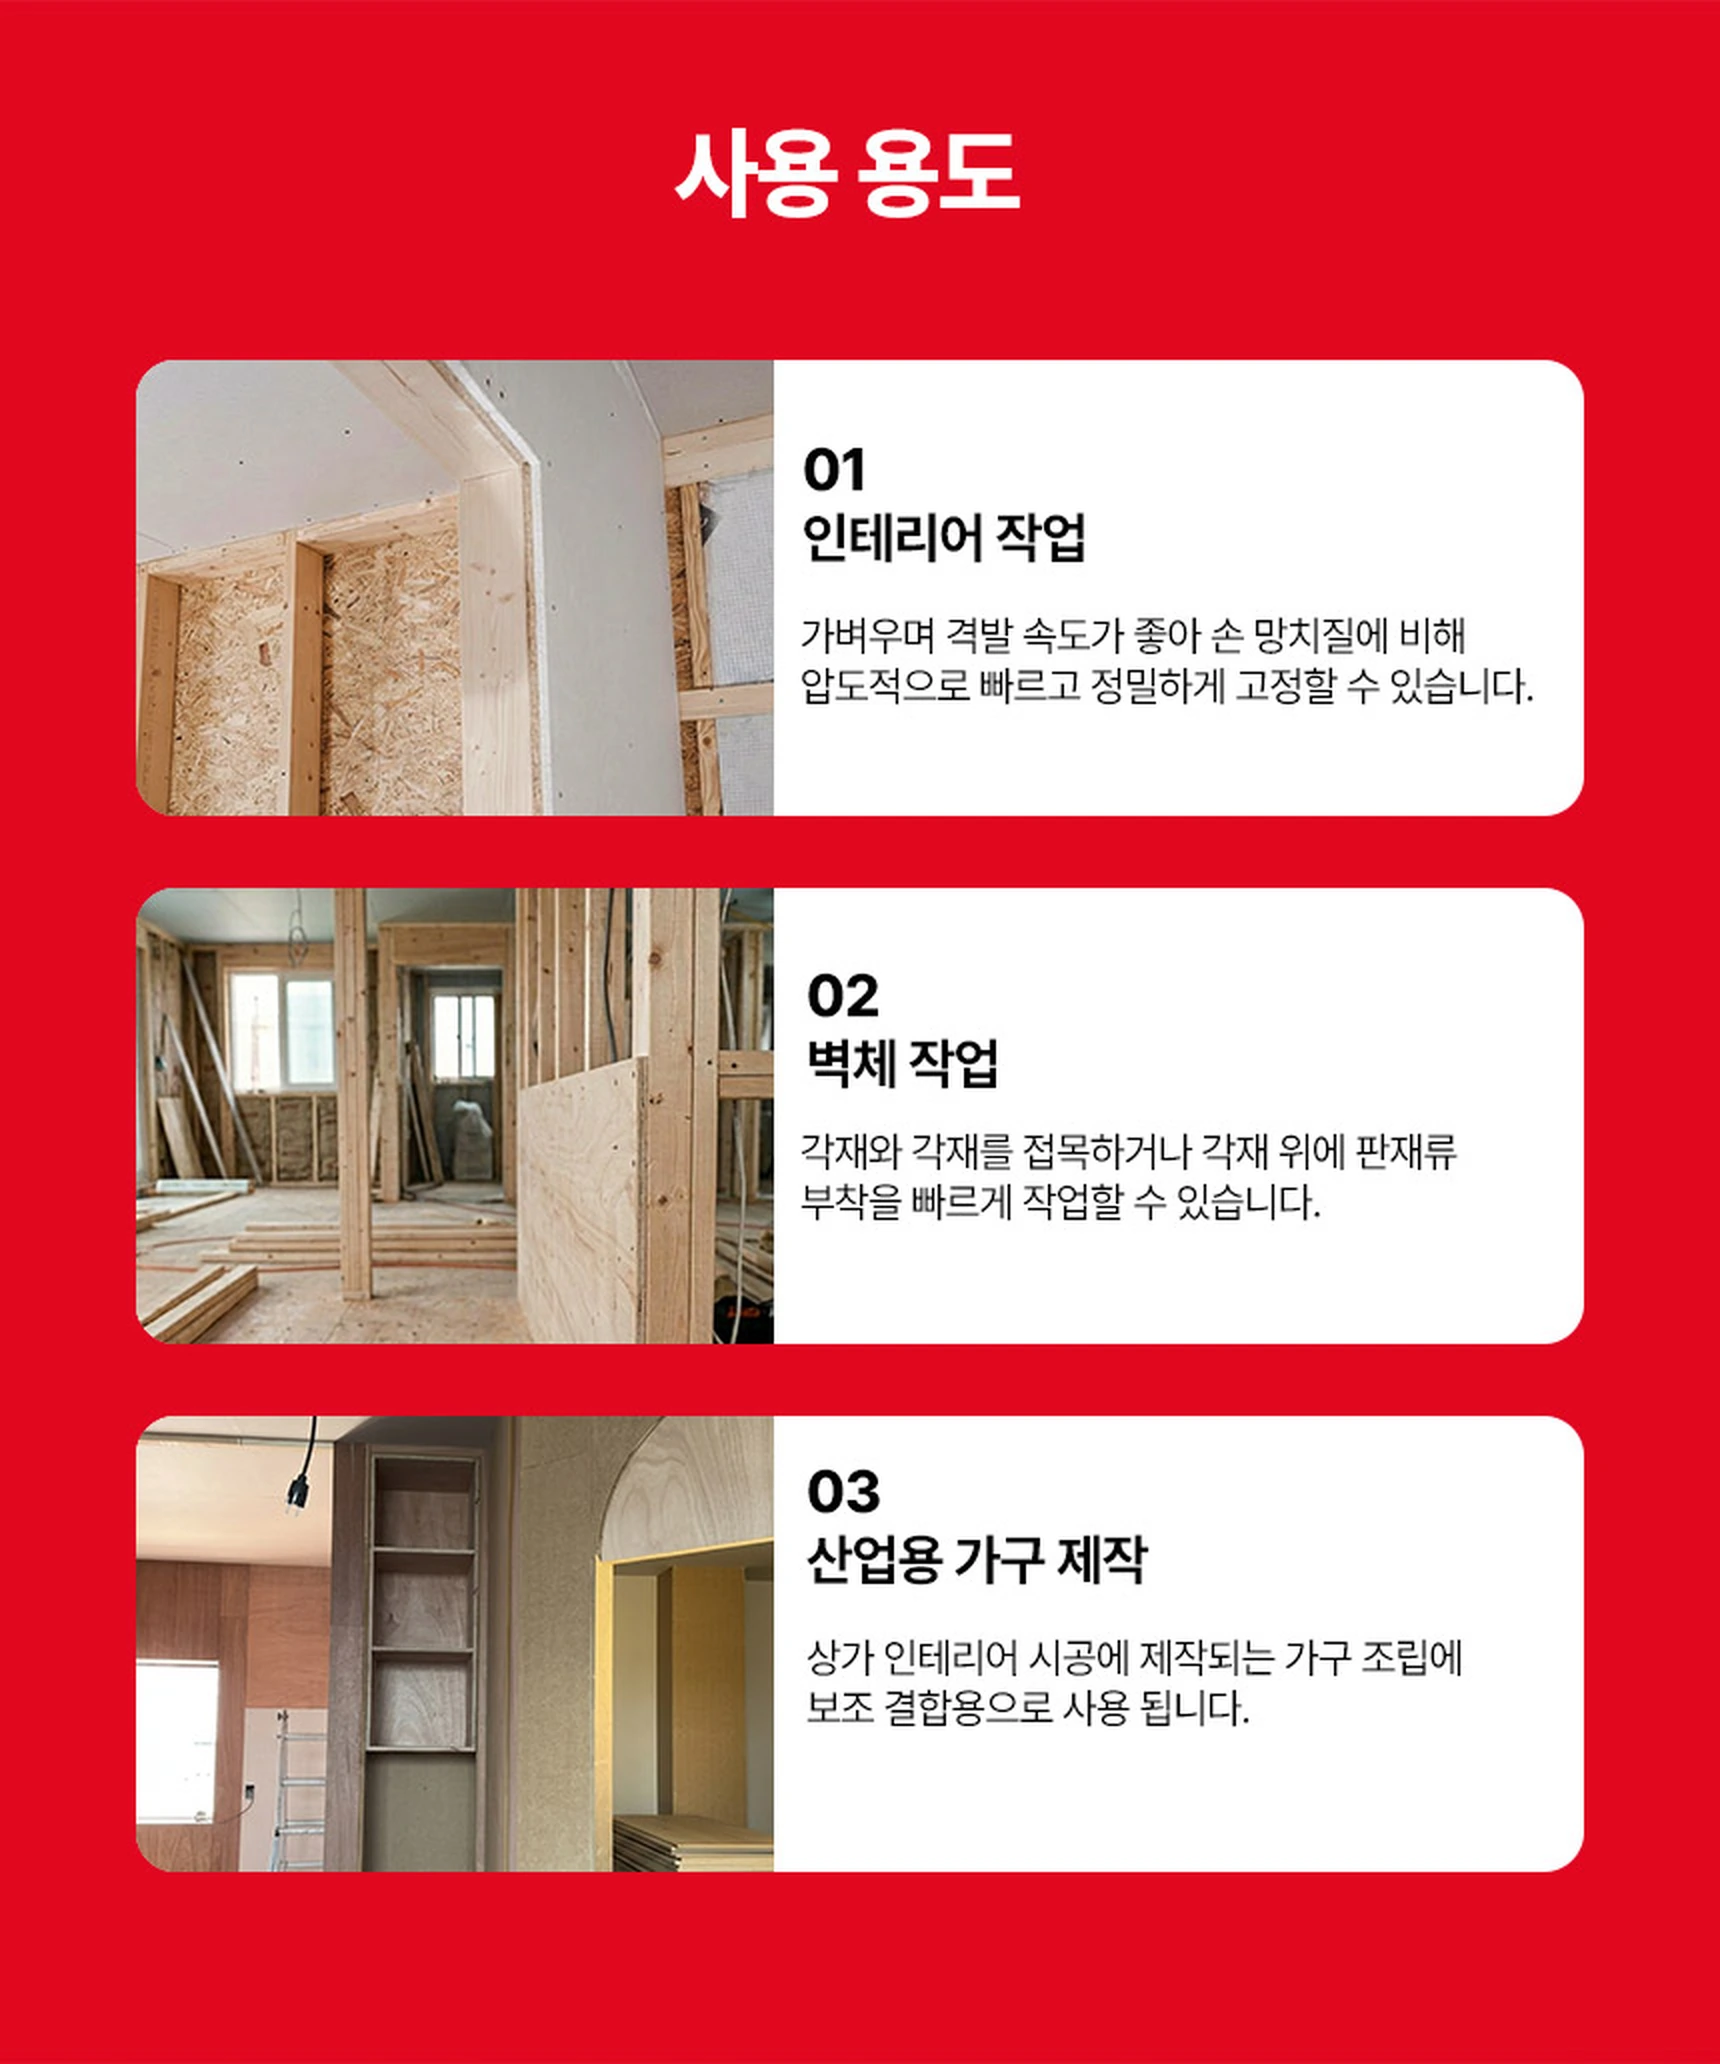 사용 용도
01
인테리어 작업
가벼우며 격발 속도가 좋아 손 망치질에 비해
압도적으로 빠르고 정밀하게 고정할 수 있습니다.
02
벽체 작업
각재와 각재를 접목하거나 각재 위에 판재류
부착을 빠르게 작업할 수 있습니다.
03
산업용 가구 제작
상가 인테리어 시공에 제작되는 가구 조립에
보조 결합용으로 사용 됩니다.